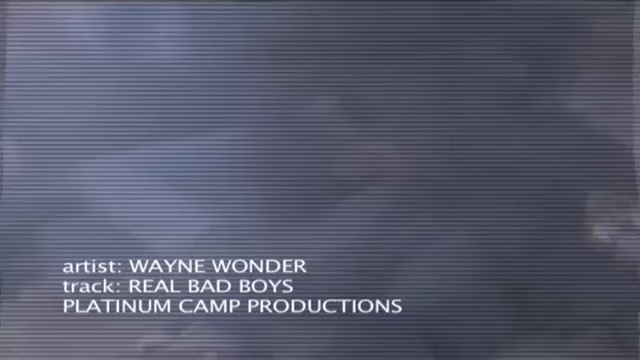 artist: WAYNE WONDER
track: REAL BAD BOYS
PLATINUM CAMP PRODUCTIONS